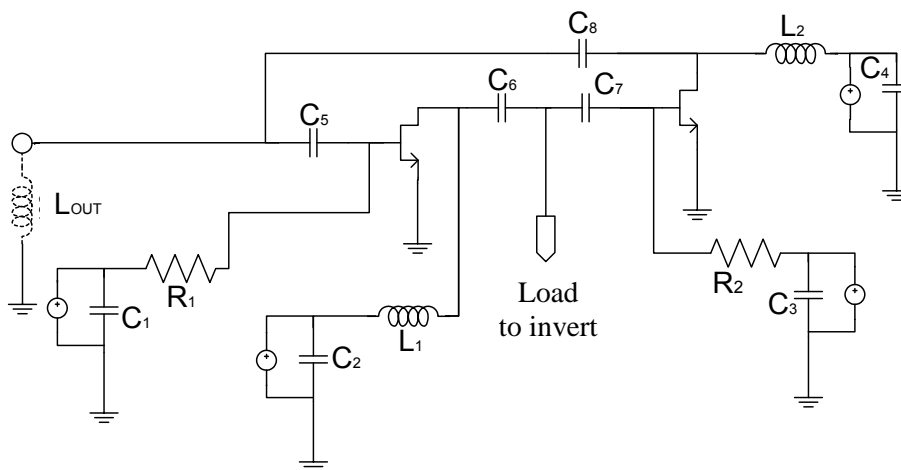 C8
L2
C6
C7
C4
C5
LOUT
R1
C1
R2
C3
Load
to invert
L1
C2